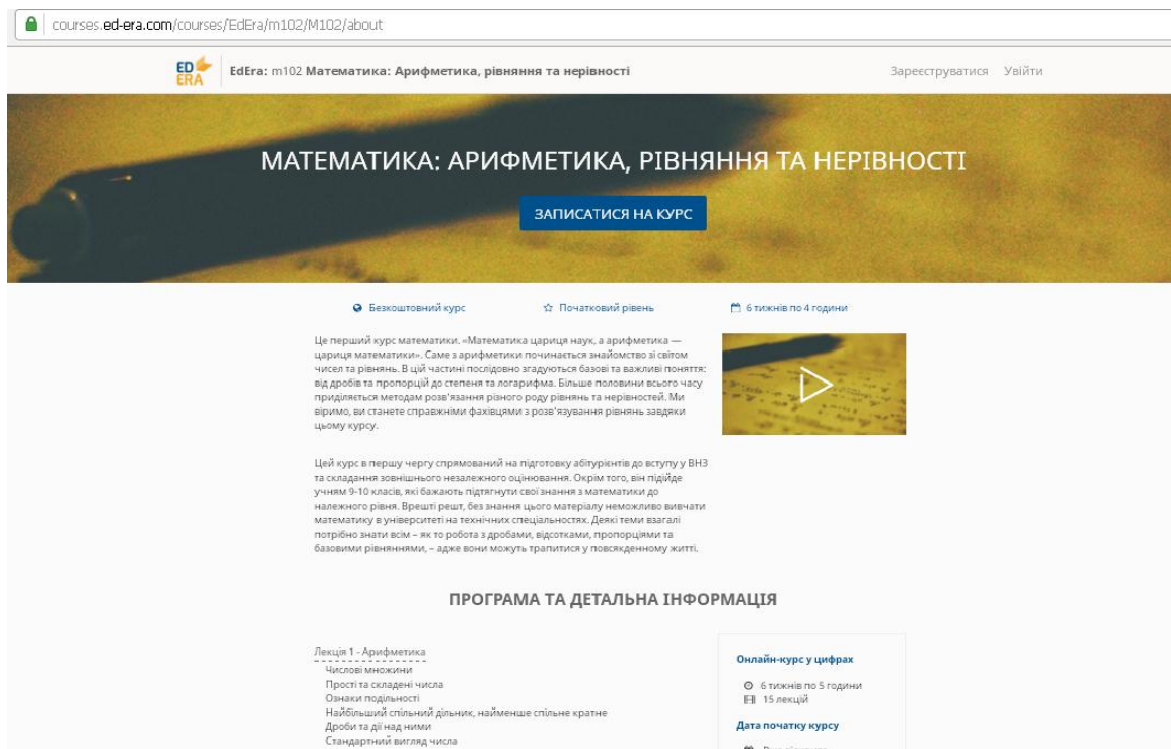 courses.ed-era.com/courses/EdEra/m102/M102/about
ED ERA
EdEra: m102 Математика: Арифметика, рівняння та нерівності
Зареєструватися Увійти
МАТЕМАТИКА: АРИФМЕТИКА, РІВНЯННЯ ТА НЕРІВНОСТІ
ЗАПИСАТИСЯ НА КУРС
Безкоштовний курс
Початковий рівень
6 тижнів по 4 години
Це перший курс математики. «Математика цариця наук, а арифметика —
цариця математики». Саме з арифметики починається знайомство зі світом
чисел та рівнянь. В цій частині послідовно згадуються базові та важливі поняття:
від дробів та пропорцій до степеня та логарифма. Більше половини всього часу
приділяється методам розв'язання різного роду рівнянь та нерівностей. Ми
віримо, ви станете справжніми фахівцями з розв'язування рівнянь завдяки
цьому курсу.
Цей курс в першу чергу спрямований на підготовку абітурієнтів до вступу у ВНЗ
та складання зовнішнього незалежного оцінювання. Окрім того, він підійде
учням 9-10 класів, які бажають підтягнути свої знання з математики до
належного рівня. Врешті решт, без знання цього матеріалу неможливо вивчати
математику в університеті на технічних спеціальностях. Деякі теми взагалі
потрібно знати всім – як то робота з дробами, відсотками, пропорціями та
базовими рівняннями, – адже вони можуть трапитися у повсякденному житті.
ПРОГРАМА ТА ДЕТАЛЬНА ІНФОРМАЦІЯ
Лекція 1 - Арифметика
Числові множини
Прості та складені числа
Ознаки подільності
Найбільший спільний дільник, найменше спільне кратне
Дроби та дії над ними
Стандартний вигляд числа
Онлайн-курс у цифрах
6 тижнів по 5 години
15 лекцій
Дата початку курсу